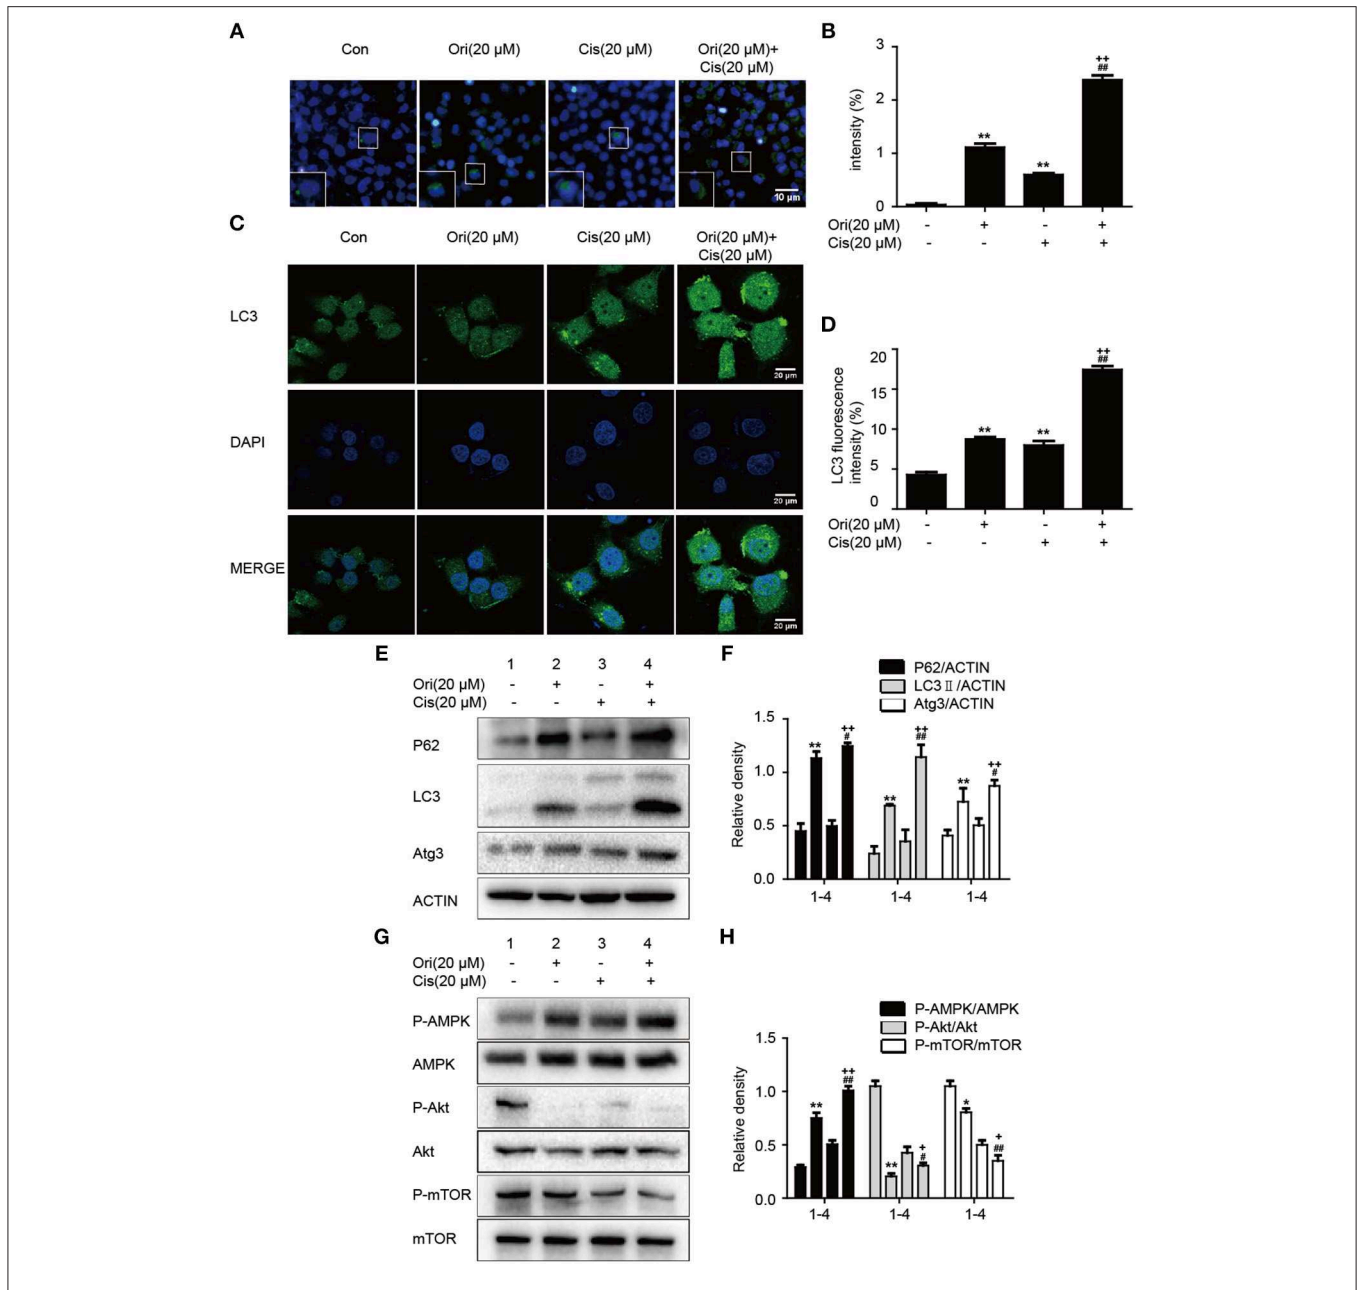 A
Con
Ori(20 µM)
Cis(20 µM)
Ori(20 µM)+
Cis(20 µM)
10 µm
B
3
2
1
0
intensity (%)
**
**
++
##
Ori(20 µM) - + - +
Cis(20 µM) - - + +
C
Con
Ori(20 µM)
Cis(20 µM)
Ori(20 µM)+
Cis(20 µM)
LC3
20 µm
DAPI
20 µm
MERGE
20 µm
D
20
15
10
5
0
LC3 fluorescence
intensity (%)
**
**
++
##
Ori(20 µM) - + - +
Cis(20 µM) - - + +
E
1 2 3 4
Ori(20 µM) - + - +
Cis(20 µM) - - + +
P62
LC3
Atg3
ACTIN
F
P62/ACTIN
LC3 Ⅱ/ACTIN
Atg3/ACTIN
1.5
1.0
0.5
0.0
Relative density
**
++
#
**
++
##
**
++
#
1-4 1-4 1-4
G
1 2 3 4
Ori(20 µM) - + - +
Cis(20 µM) - - + +
P-AMPK
AMPK
P-Akt
Akt
P-mTOR
mTOR
H
P-AMPK/AMPK
P-Akt/Akt
P-mTOR/mTOR
1.5
1.0
0.5
0.0
Relative density
**
++
##
**
+
#
*
+
##
1-4 1-4 1-4